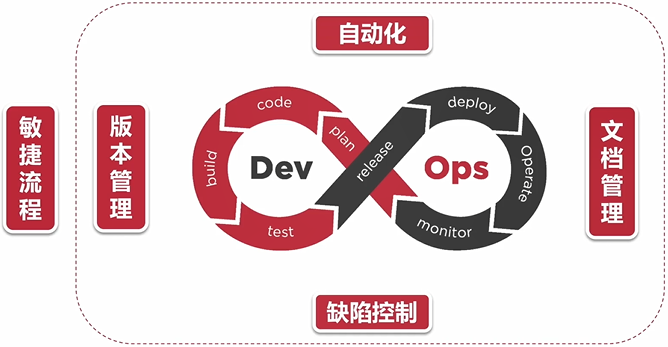 自动化
敏捷流程
版本管理
code
plan
build
test
Dev
release
deploy
Operate
monitor
Ops
文档管理
缺陷控制